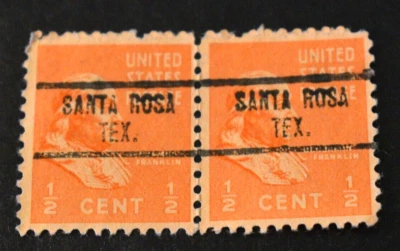 UNITED
STATES
SANTA ROSA
TEX.
FRANKLIN
1/2 CENT 1/2
UNITED
STATES
SANTA ROSA
TEX.
FRANKLIN
1/2 CENT 1/2